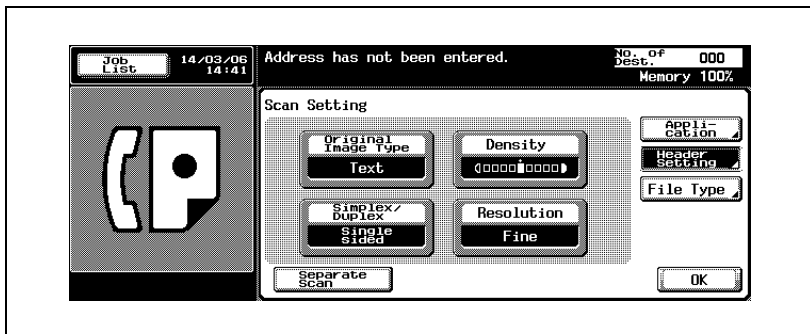 Job
List
14/03/06
14:41
Address has not been entered.
No. of
Dest.
000
Memory 100%
Scan Setting
Original
Image Type
Text
Density
Simplex/
Duplex
Single
sided
Resolution
Fine
Appli-
cation
Header
Setting
File Type
Separate
Scan
OK